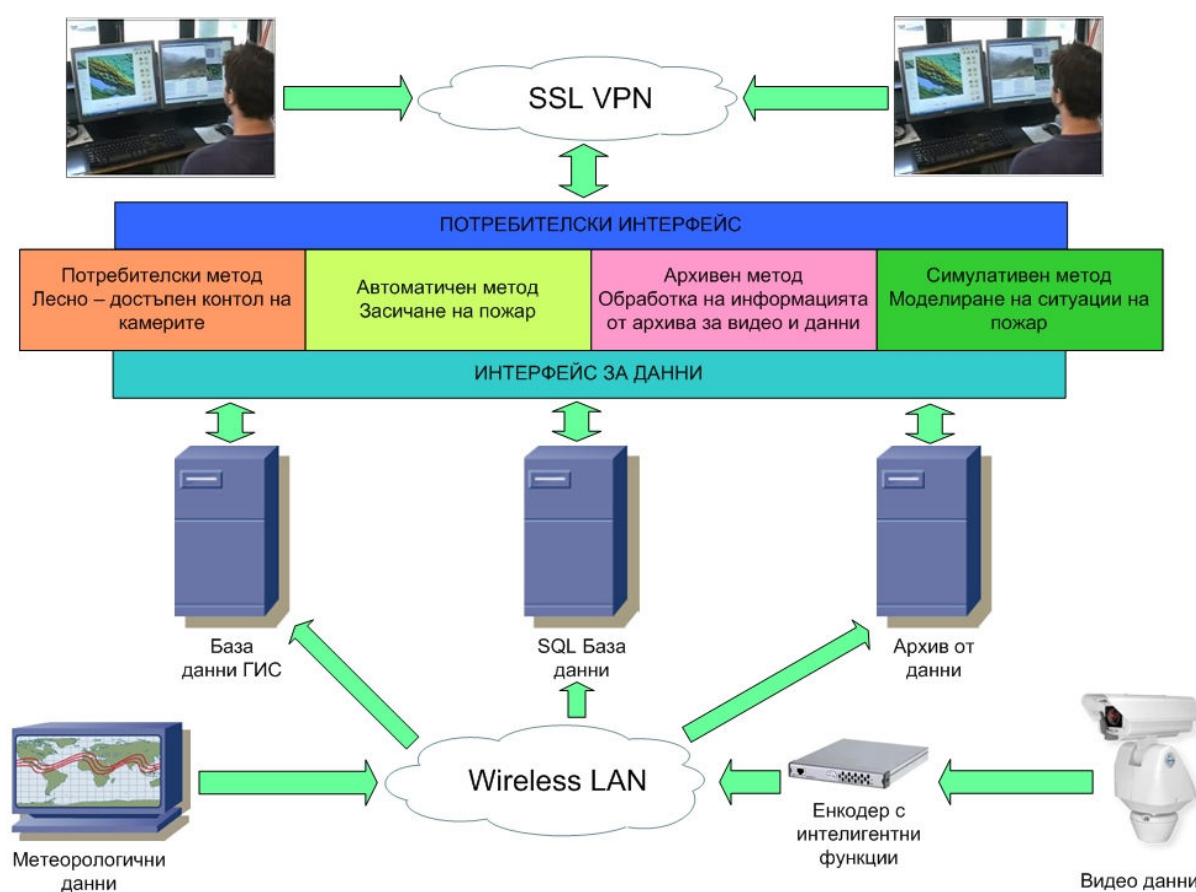 SSL VPN
ПОТРЕБИТЕЛСКИ ИНТЕРФЕЙС
Потребителски метод
Лесно – достъпен контол на
камерите
Автоматичен метод
Засичане на пожар
Архивен метод
Обработка на информацията
от архива за видео и данни
Симулативен метод
Моделиране на ситуации на
пожар
ИНТЕРФЕЙС ЗА ДАННИ
База
данни ГИС
SQL База
данни
Архив от
данни
Wireless LAN
Метеорологични
данни
Енкодер с
интелигентни
функции
Видео данни